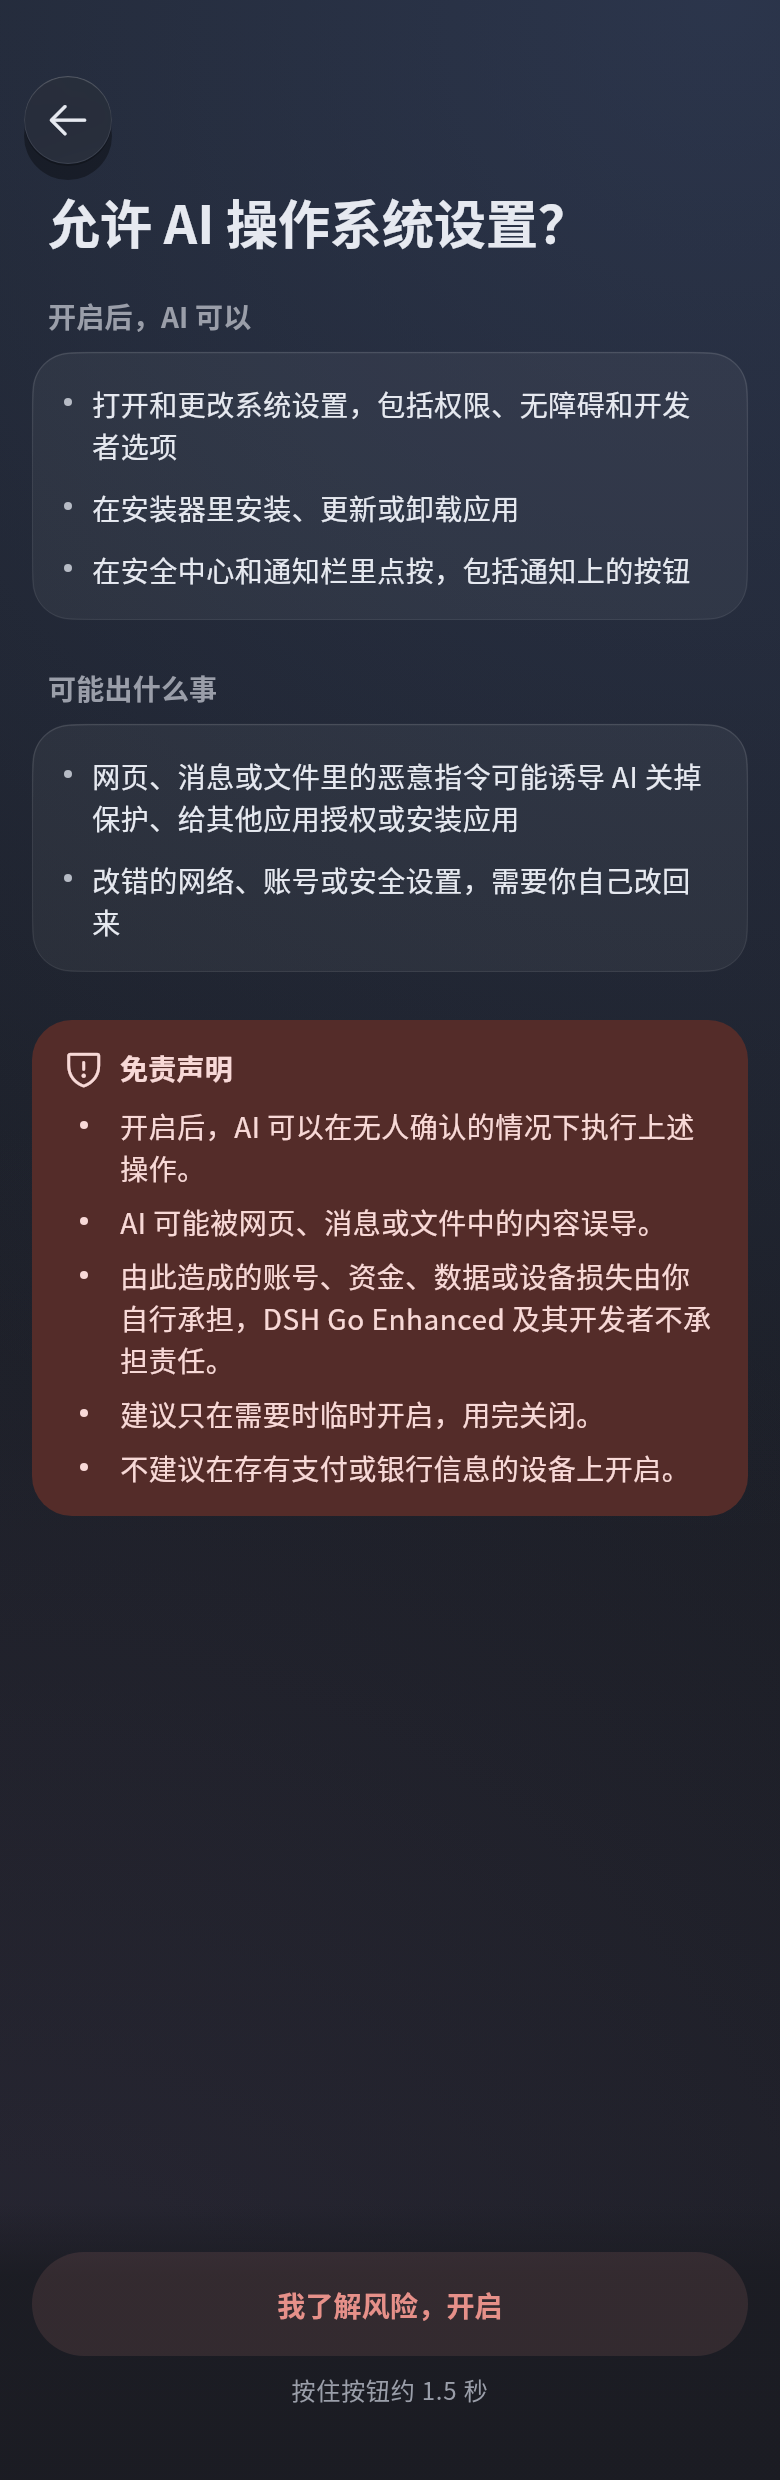 允许 AI 操作系统设置？
开启后，AI 可以
打开和更改系统设置，包括权限、无障碍和开发
者选项
在安装器里安装、更新或卸载应用
在安全中心和通知栏里点按，包括通知上的按钮
可能出什么事
网页、消息或文件里的恶意指令可能诱导 AI 关掉
保护、给其他应用授权或安装应用
改错的网络、账号或安全设置，需要你自己改回
来
免责声明
开启后，AI 可以在无人确认的情况下执行上述
操作。
AI 可能被网页、消息或文件中的内容误导。
由此造成的账号、资金、数据或设备损失由你
自行承担，DSH Go Enhanced 及其开发者不承
担责任。
建议只在需要时临时开启，用完关闭。
不建议在存有支付或银行信息的设备上开启。
我了解风险，开启
按住按钮约 1.5 秒